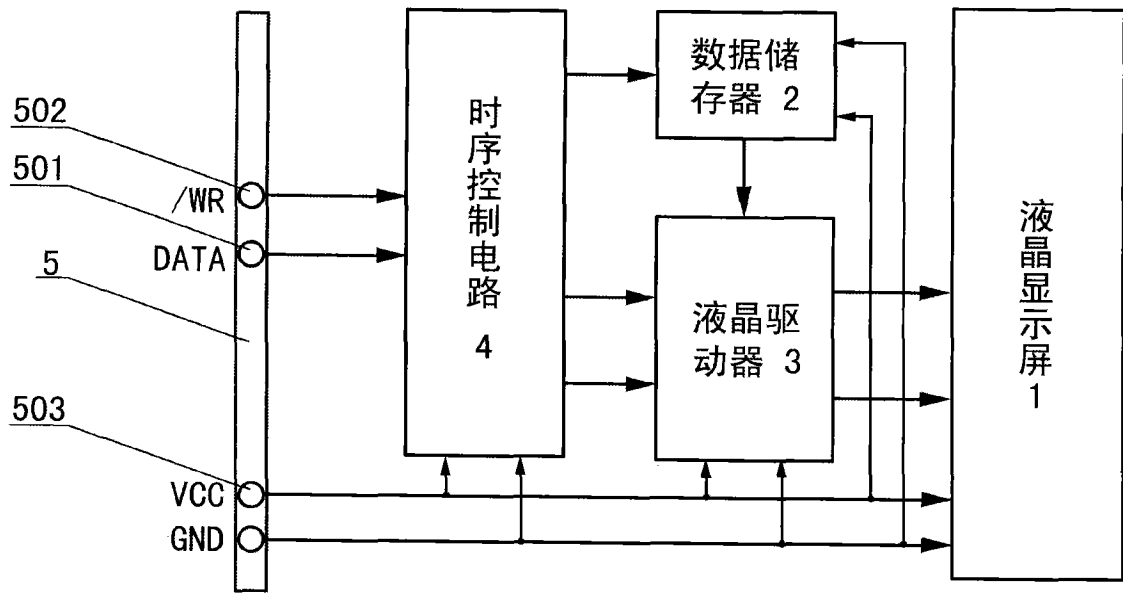 502
501
/WR
DATA
5
503
VCC
GND
时序控制电路
4
数据储
存器 2
液晶驱
动器 3
液晶显示屏
1